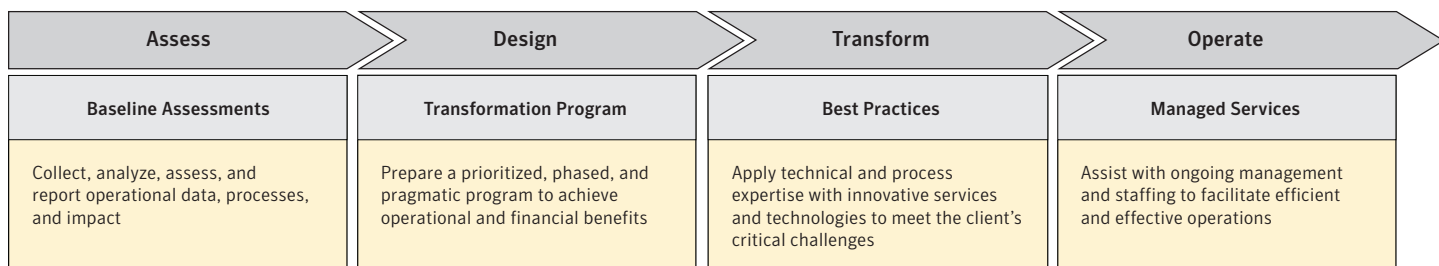 Assess
Design
Transform
Operate
Baseline Assessments
Transformation Program
Best Practices
Managed Services
Collect, analyze, assess, and
report operational data, processes,
and impact
Prepare a prioritized, phased, and
pragmatic program to achieve
operational and financial benefits
Apply technical and process
expertise with innovative services
and technologies to meet the client's
critical challenges
Assist with ongoing management
and staffing to facilitate efficient
and effective operations